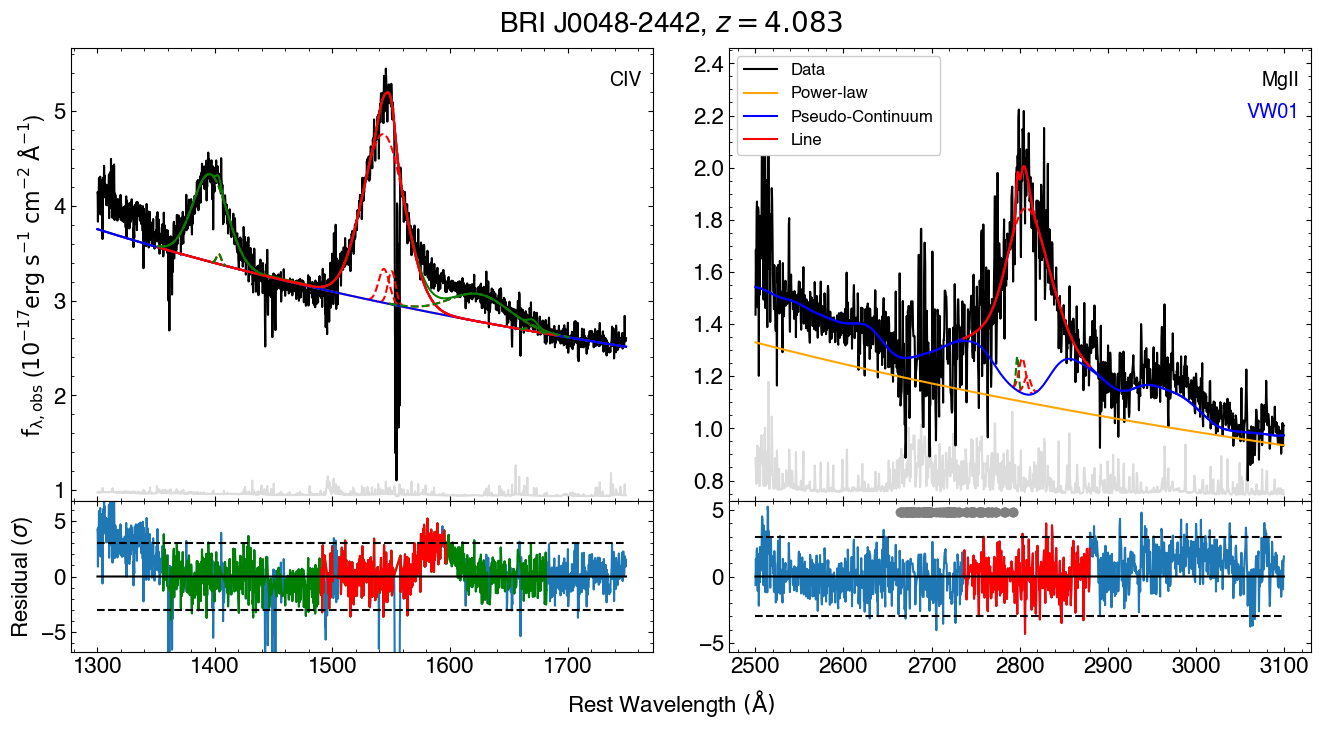 BRI J0048-2442, z = 4.083
CIV
5
4
3
2
1
f_λ,obs (10⁻¹⁷erg s⁻¹ cm⁻² Å⁻¹)
Data
Power-law
Pseudo-Continuum
Line
MgII
VW01
2.4
2.2
2.0
1.8
1.6
1.4
1.2
1.0
0.8
5
0
−5
Residual (σ)
1300 1400 1500 1600 1700
5
0
−5
2500 2600 2700 2800 2900 3000 3100
Rest Wavelength (Å)